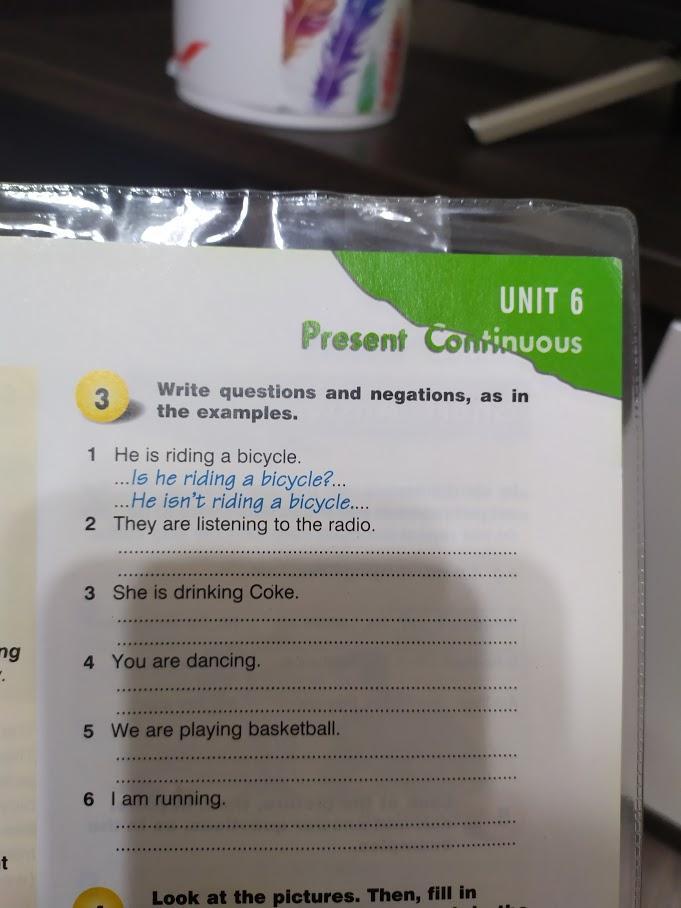 UNIT 6
Present Continuous
3 Write questions and negations, as in
the examples.
1 He is riding a bicycle.
...Is he riding a bicycle?...
...He isn't riding a bicycle....
2 They are listening to the radio.
3 She is drinking Coke.
4 You are dancing.
5 We are playing basketball.
6 I am running.
Look at the pictures. Then, fill in